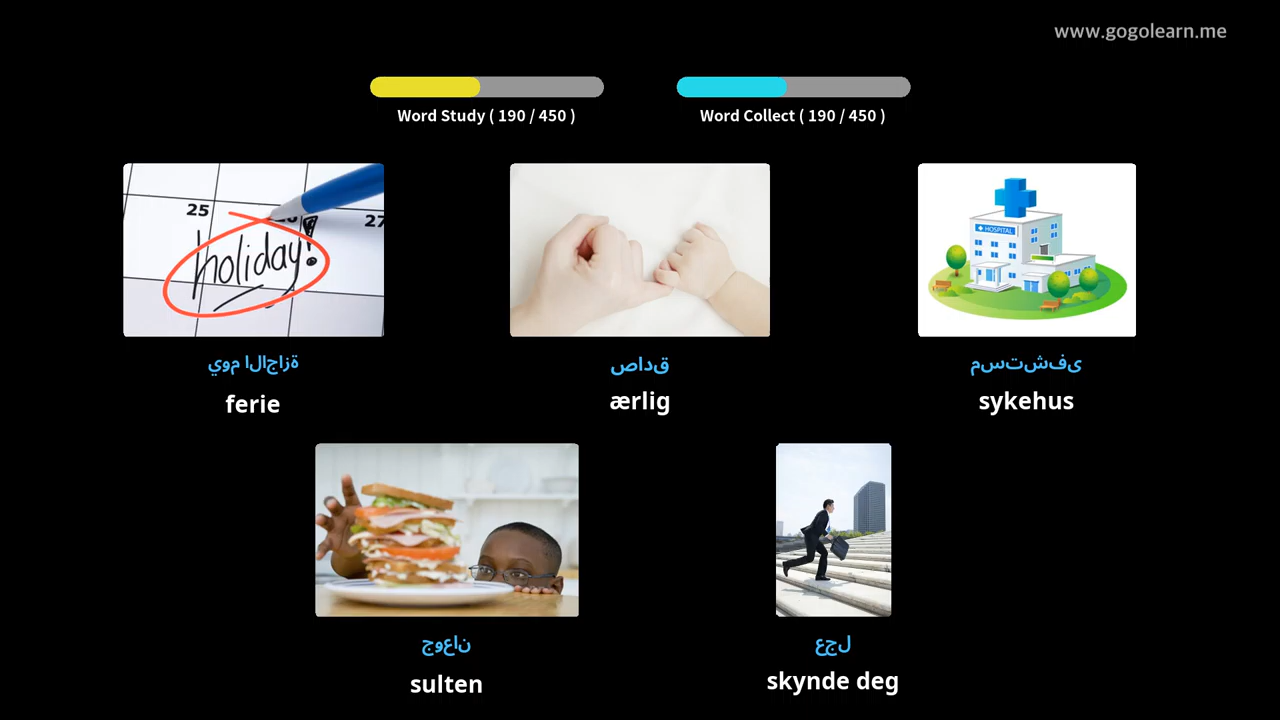 www.gogolearn.me
Word Study ( 190 / 450 )
Word Collect ( 190 / 450 )
25
27
holiday!
HOSPITAL
يوم الاجازة
صادق
مستشفى
ferie
ærlig
sykehus
جوعان
عجل
sulten
skynde deg